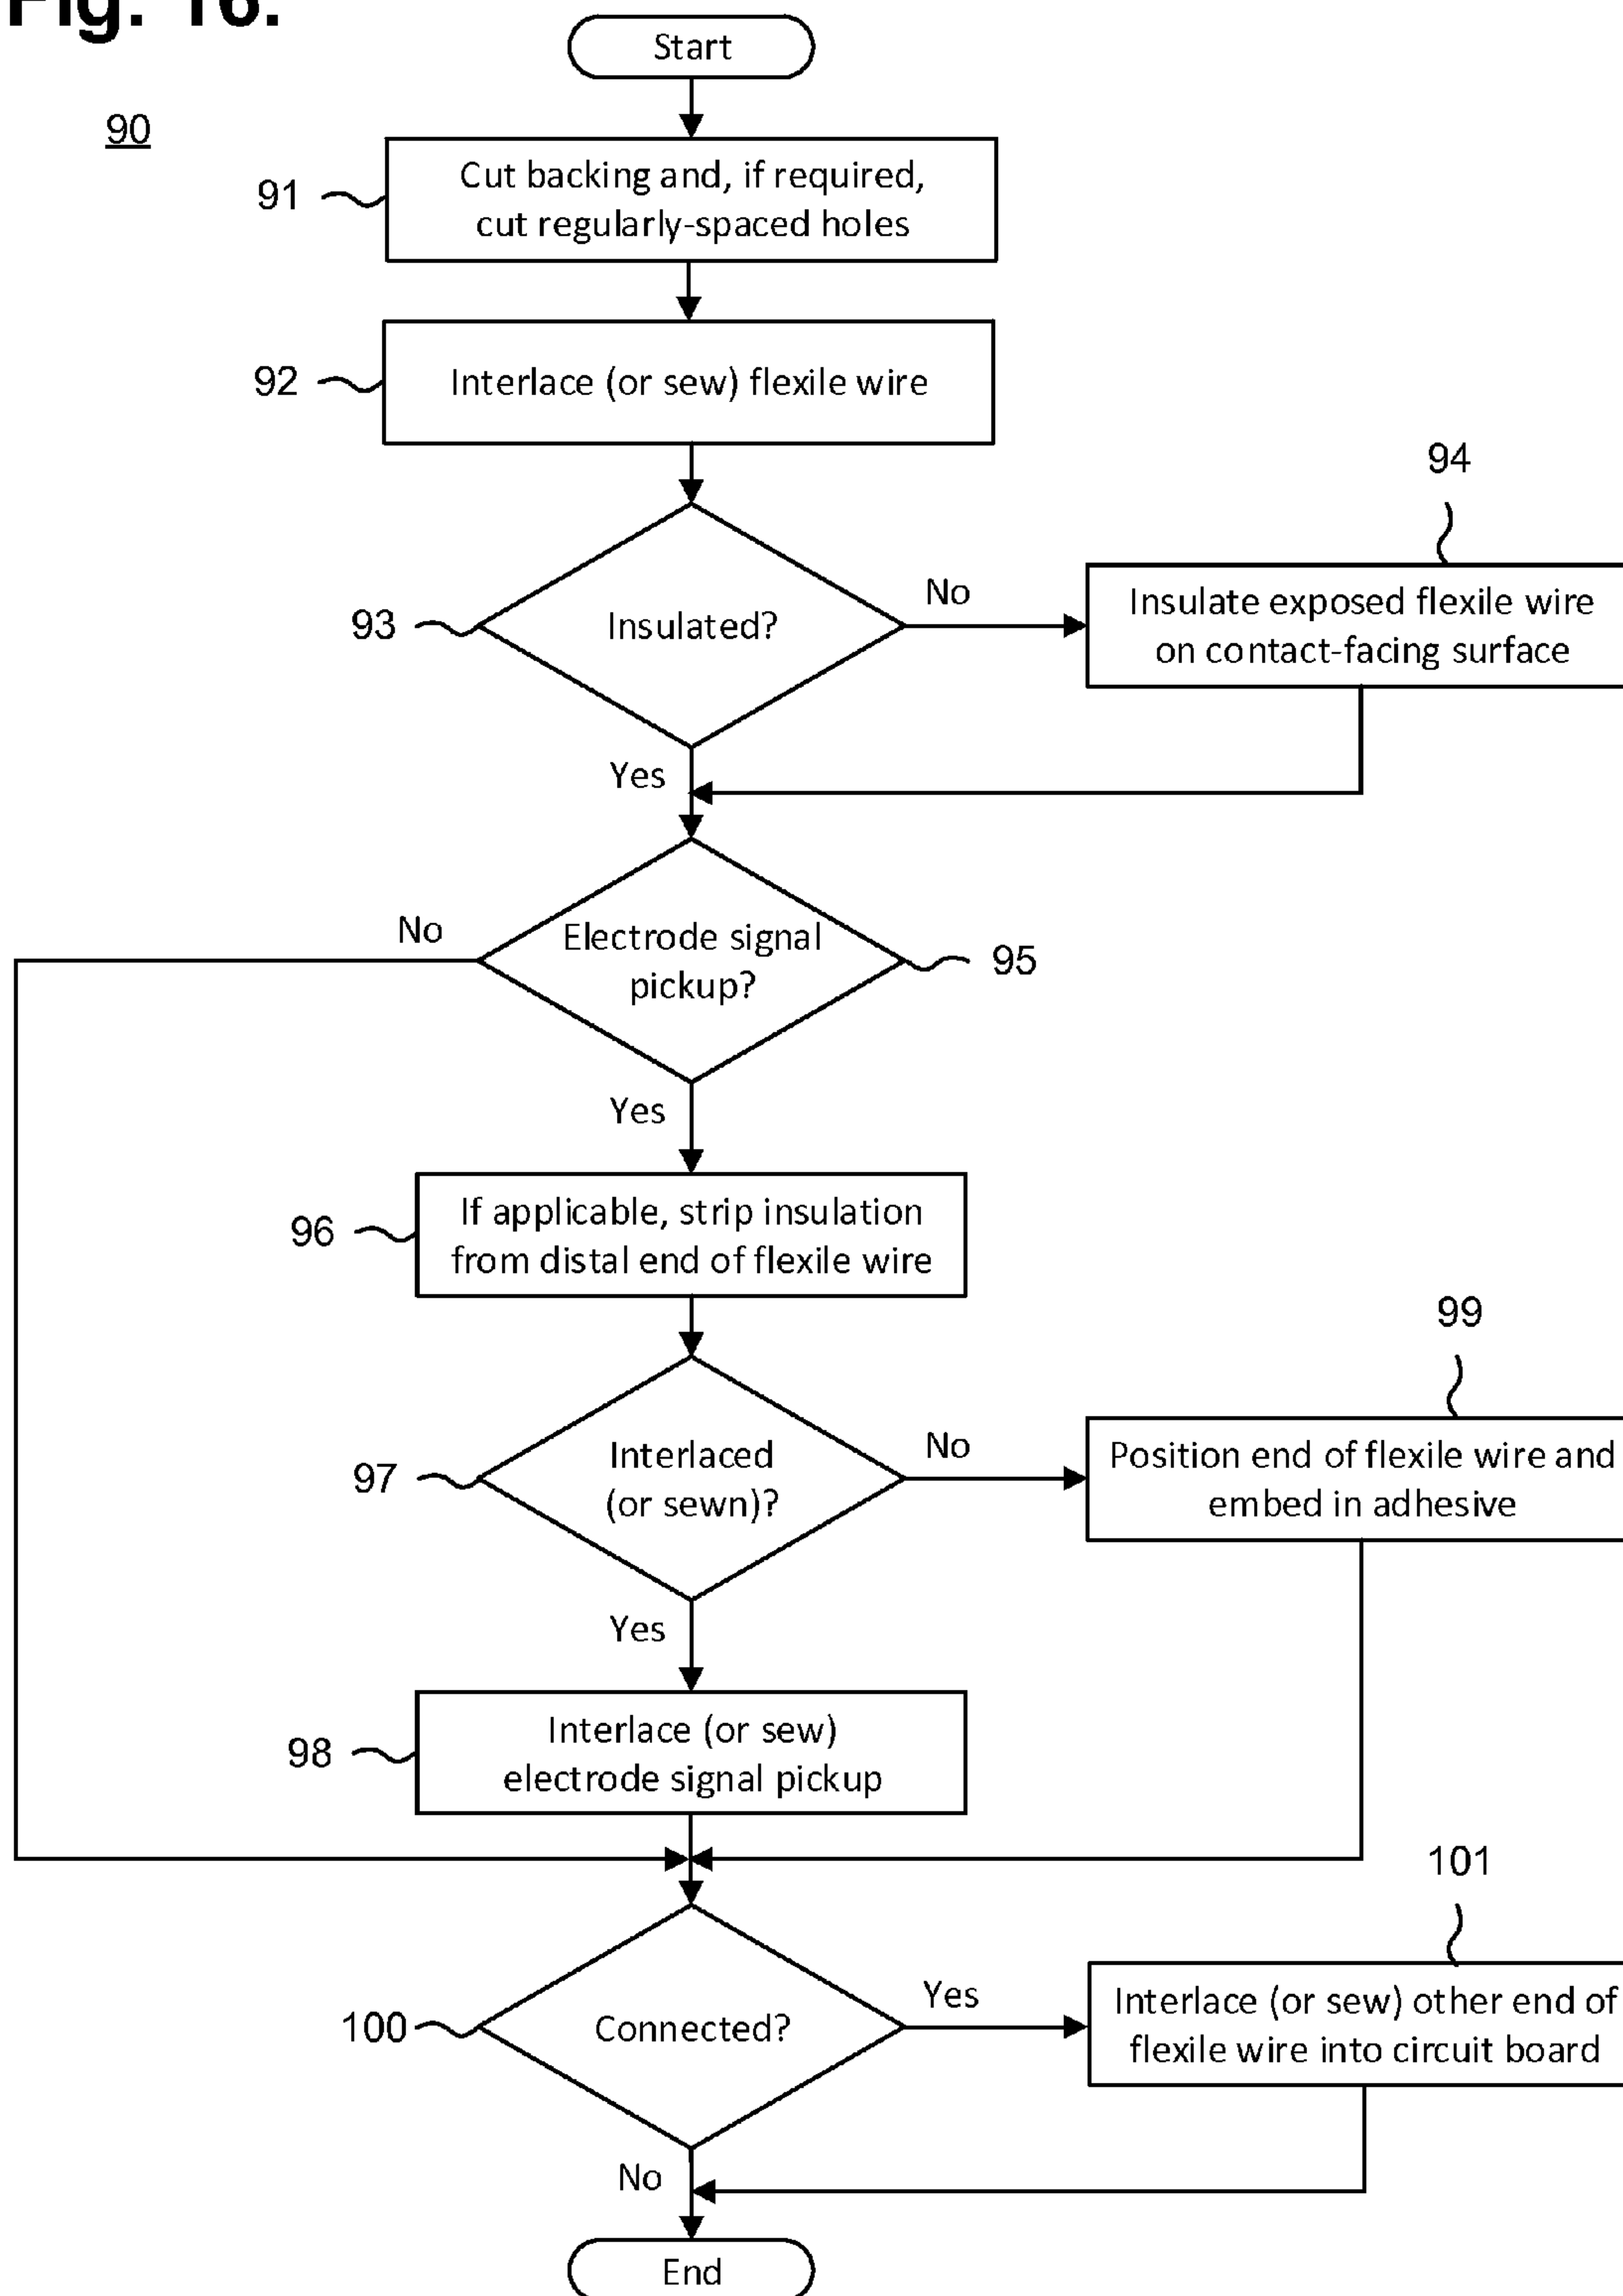 Fig. 16.
Start
90
91
Cut backing and, if required,
cut regularly-spaced holes
92
Interlace (or sew) flexile wire
94
93
Insulated?
No
Insulate exposed flexile wire
on contact-facing surface
Yes
No
Electrode signal
pickup?
95
Yes
96
If applicable, strip insulation
from distal end of flexile wire
99
97
Interlaced
(or sewn)?
No
Position end of flexile wire and
embed in adhesive
Yes
98
Interlace (or sew)
electrode signal pickup
101
100
Connected?
Yes
Interlace (or sew) other end of
flexile wire into circuit board
No
End